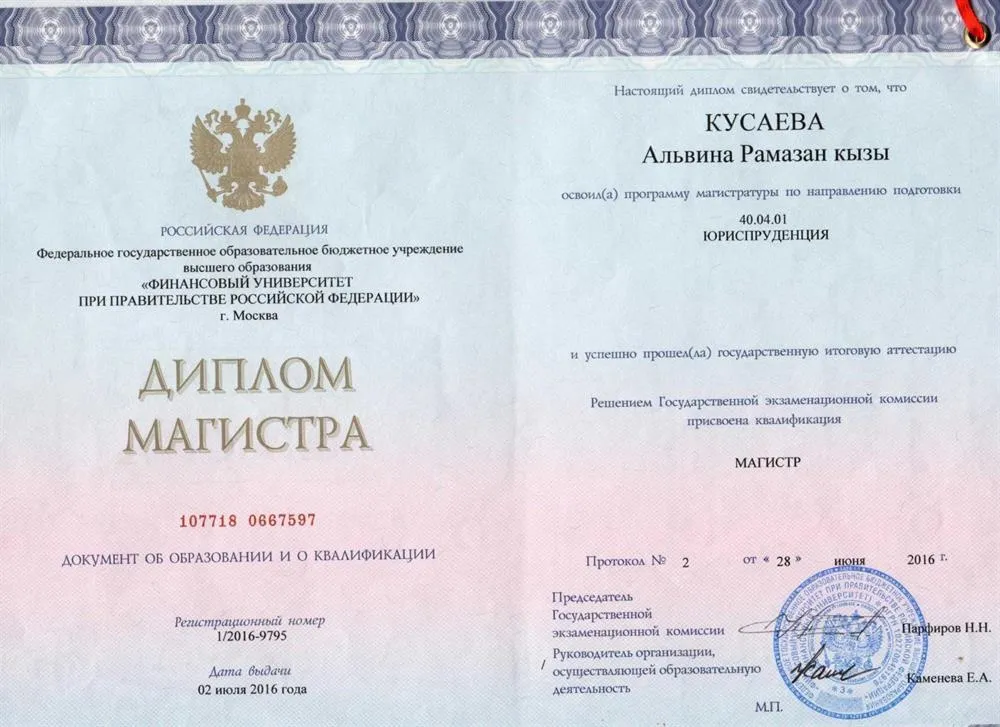 РОССИЙСКАЯ ФЕДЕРАЦИЯ
Федеральное государственное образовательное бюджетное учреждение
высшего образования
«ФИНАНСОВЫЙ УНИВЕРСИТЕТ
ПРИ ПРАВИТЕЛЬСТВЕ РОССИЙСКОЙ ФЕДЕРАЦИИ»
г. Москва
ДИПЛОМ
МАГИСТРА
107718 0667597
ДОКУМЕНТ ОБ ОБРАЗОВАНИИ И О КВАЛИФИКАЦИИ
Регистрационный номер
1/2016-9795
Дата выдачи
02 июля 2016 года
Настоящий диплом свидетельствует о том, что
КУСАЕВА
Альвина Рамазан кызы
освоил(а) программу магистратуры по направлению подготовки
40.04.01
ЮРИСПРУДЕНЦИЯ
и успешно прошел(ла) государственную итоговую аттестацию
Решением Государственной экзаменационной комиссии
присвоена квалификация
МАГИСТР
Протокол № 2 от « 28 » июня 2016 г.
Председатель
Государственной
экзаменационной комиссии Парфиров Н.Н.
/ Руководитель организации,
осуществляющей образовательную Каменева Е.А.
деятельность
М.П.